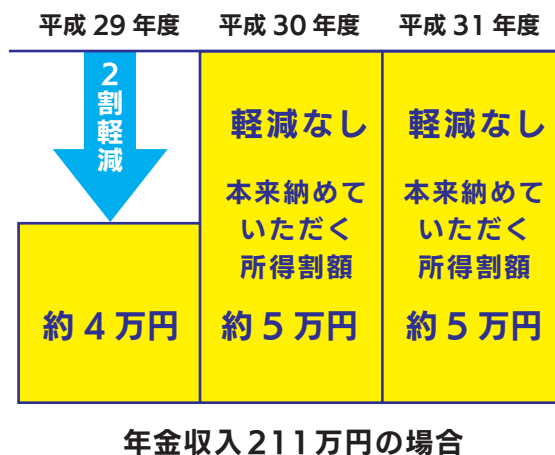 平成 29 年度
平成 30 年度
平成 31 年度
2割軽減
約 4 万円
軽減なし
本来納めて
いただく
所得割額
約 5 万円
軽減なし
本来納めて
いただく
所得割額
約 5 万円
年金収入211万円の場合